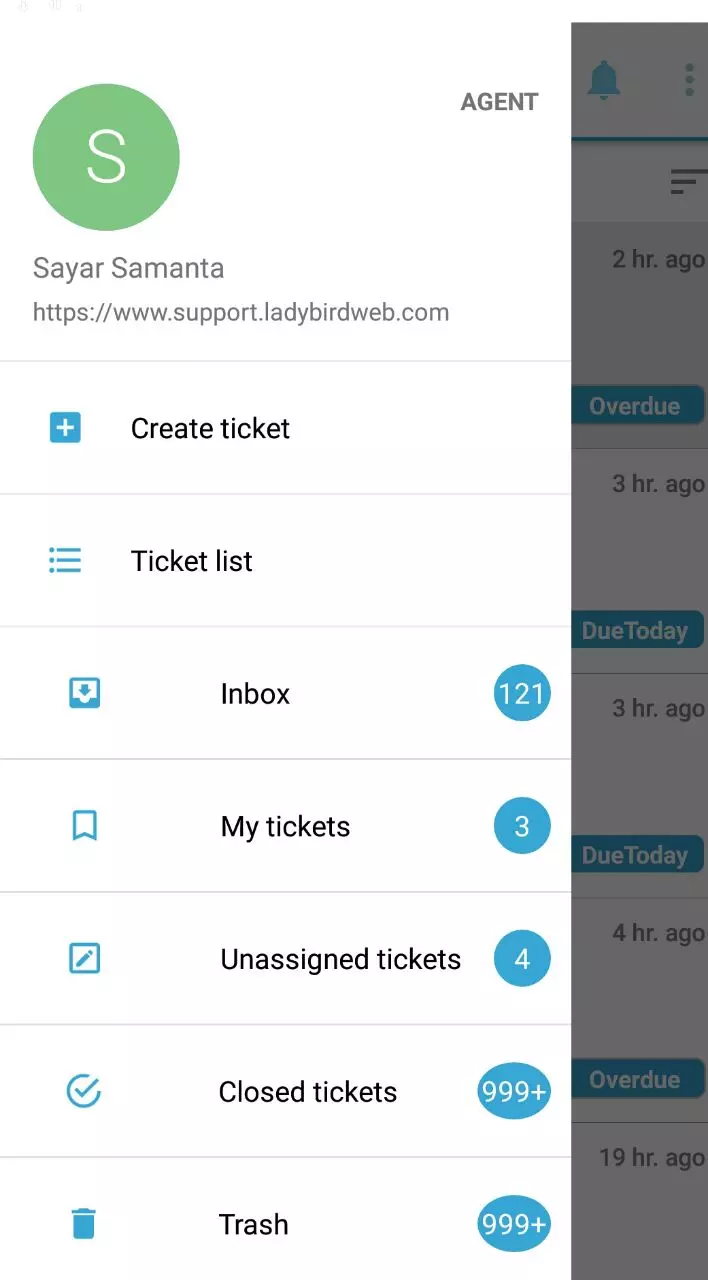 AGENT
S
Sayar Samanta
https://www.support.ladybirdweb.com
Create ticket
Ticket list
Inbox 121
My tickets 3
Unassigned tickets 4
Closed tickets 999+
Trash 999+
2 hr. ago
Overdue
3 hr. ago
DueToday
3 hr. ago
DueToday
4 hr. ago
Overdue
19 hr. ago